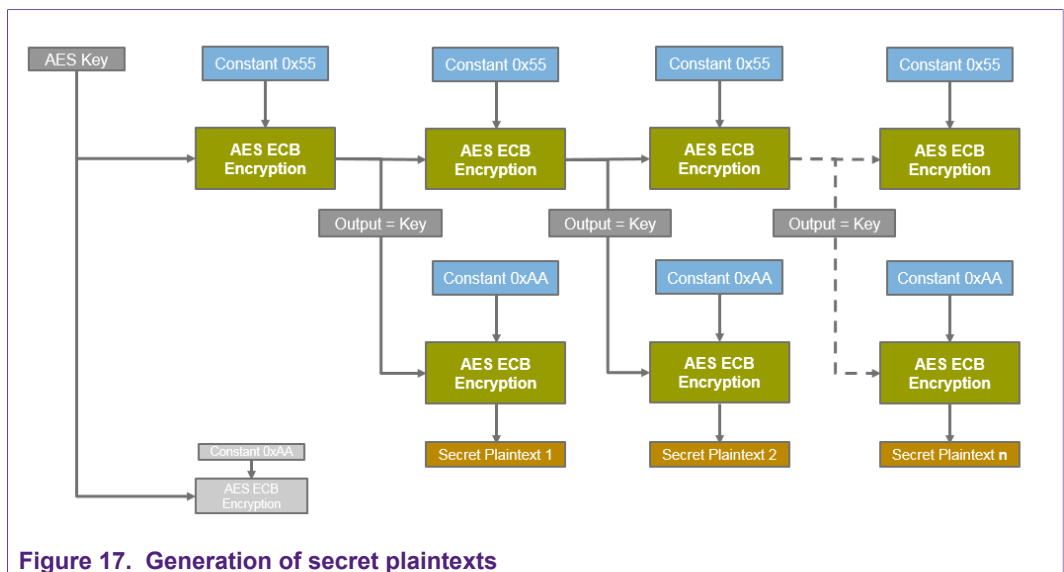 AES Key
Constant 0x55
Constant 0x55
Constant 0x55
Constant 0x55
AES ECB
Encryption
AES ECB
Encryption
AES ECB
Encryption
AES ECB
Encryption
Output = Key
Output = Key
Output = Key
Constant 0xAA
Constant 0xAA
Constant 0xAA
AES ECB
Encryption
AES ECB
Encryption
AES ECB
Encryption
Constant 0xAA
AES ECB
Encryption
Secret Plaintext 1
Secret Plaintext 2
Secret Plaintext n
Figure 17. Generation of secret plaintexts